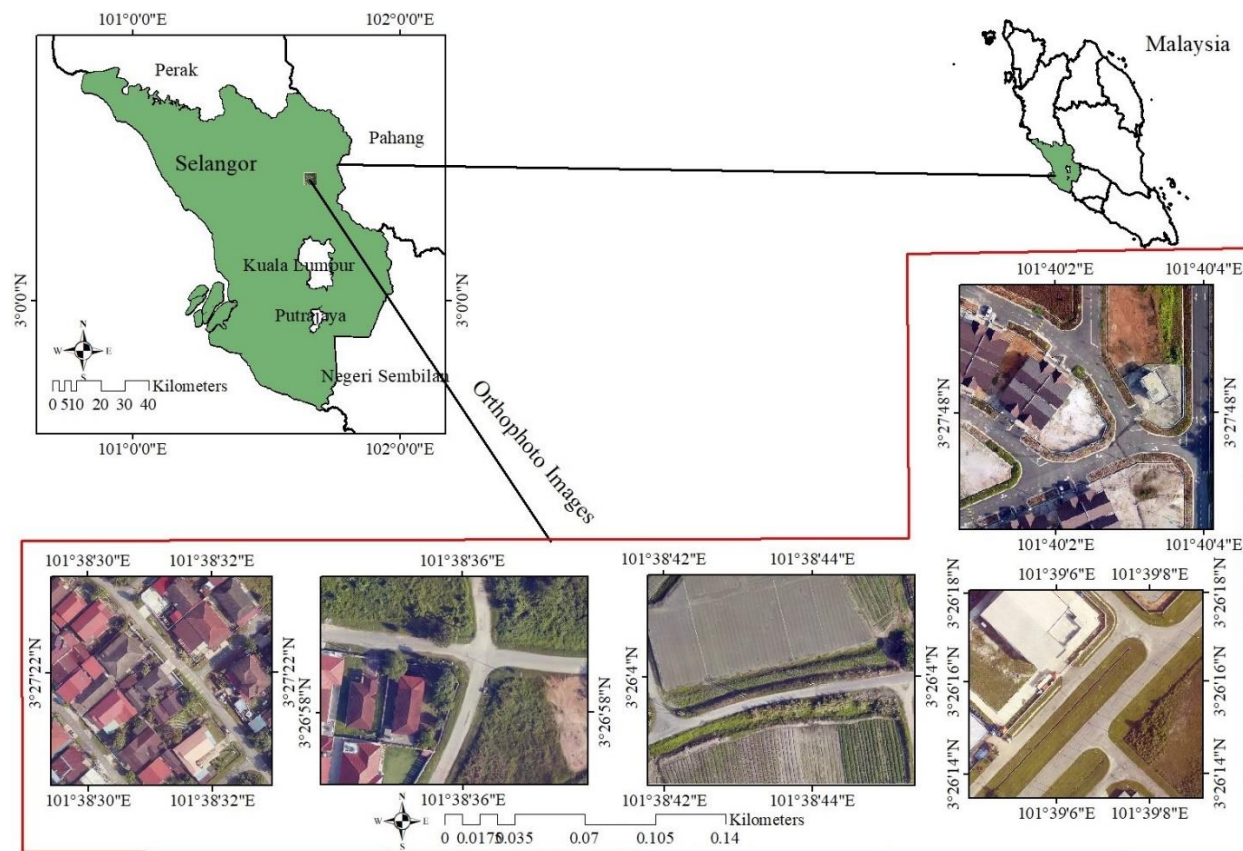 101°0'0"E
102°0'0"E
Malaysia
Perak
Pahang
Selangor
Kuala Lumpur
3°0'0"N
3°0'0"N
Putrajaya
N
W E
S
Negeri Sembilan
Kilometers
0 510 20 30 40
101°0'0"E
102°0'0"E
Orthophoto Images
101°40'2"E
101°40'4"E
3°27'48"N
3°27'48"N
101°40'2"E
101°40'4"E
101°38'30"E
101°38'32"E
3°27'22"N
3°27'22"N
101°38'30"E
101°38'32"E
101°38'36"E
3°26'58"N
3°26'58"N
101°38'36"E
101°38'42"E
101°38'44"E
3°26'4"N
3°26'4"N
101°38'42"E
101°38'44"E
101°39'6"E
101°39'8"E
3°26'18"N
3°26'18"N
3°26'16"N
3°26'16"N
3°26'14"N
3°26'14"N
101°39'6"E
101°39'8"E
N
W E
S
Kilometers
0 0.0175 0.035 0.07 0.105 0.14